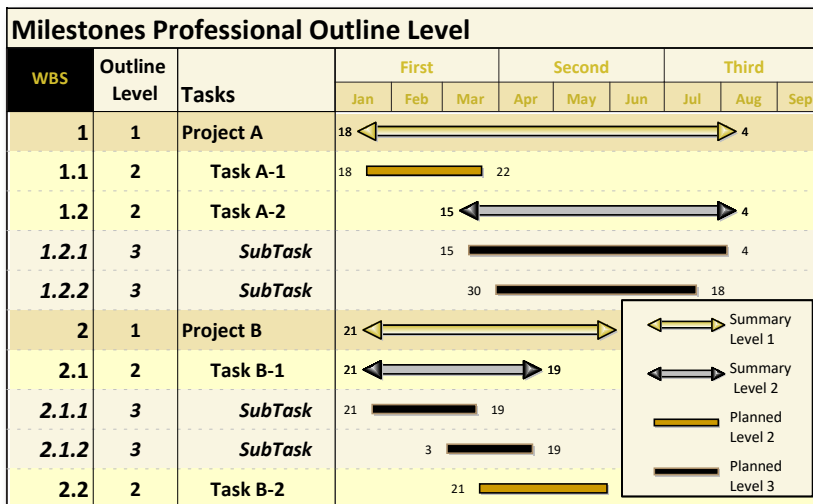 Milestones Professional Outline Level
WBS Outline Level Tasks First Second Third
Jan Feb Mar Apr May Jun Jul Aug Sep
1 1 Project A 18 4
1.1 2 Task A-1 18 22
1.2 2 Task A-2 15 4
1.2.1 3 SubTask 15 4
1.2.2 3 SubTask 30 18
2 1 Project B 21
2.1 2 Task B-1 21 19
2.1.1 3 SubTask 21 19
2.1.2 3 SubTask 3 19
2.2 2 Task B-2 21
Summary
Level 1
Summary
Level 2
Planned
Level 2
Planned
Level 3